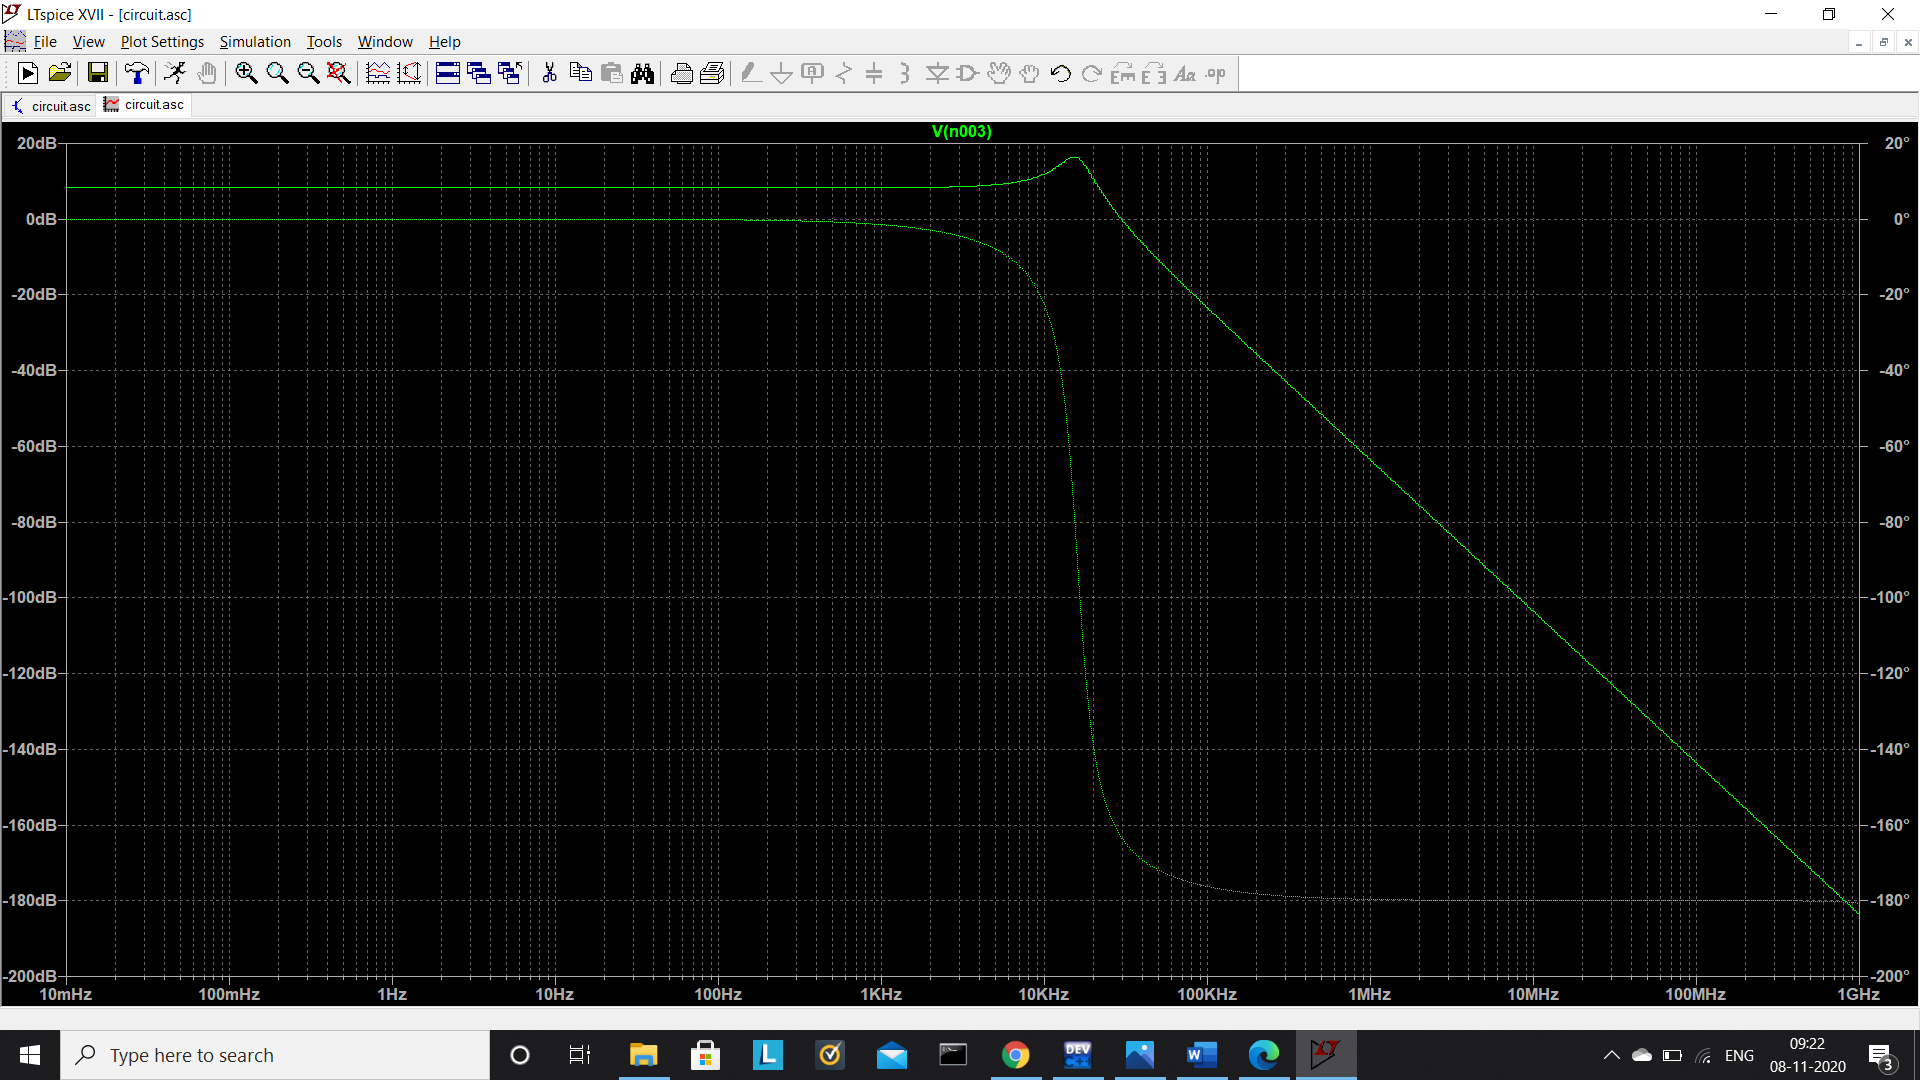 LTspice XVII - [circuit.asc]
File View Plot Settings Simulation Tools Window Help
circuit.asc circuit.asc
V(n003)
20dB 20°
0dB 0°
-20dB -20°
-40dB -40°
-60dB -60°
-80dB -80°
-100dB -100°
-120dB -120°
-140dB -140°
-160dB -160°
-180dB -180°
-200dB -200°
10mHz 100mHz 1Hz 10Hz 100Hz 1KHz 10KHz 100KHz 1MHz 10MHz 100MHz 1GHz
Type here to search
L
DEV
C++
W
ENG
09:22
08-11-2020
3